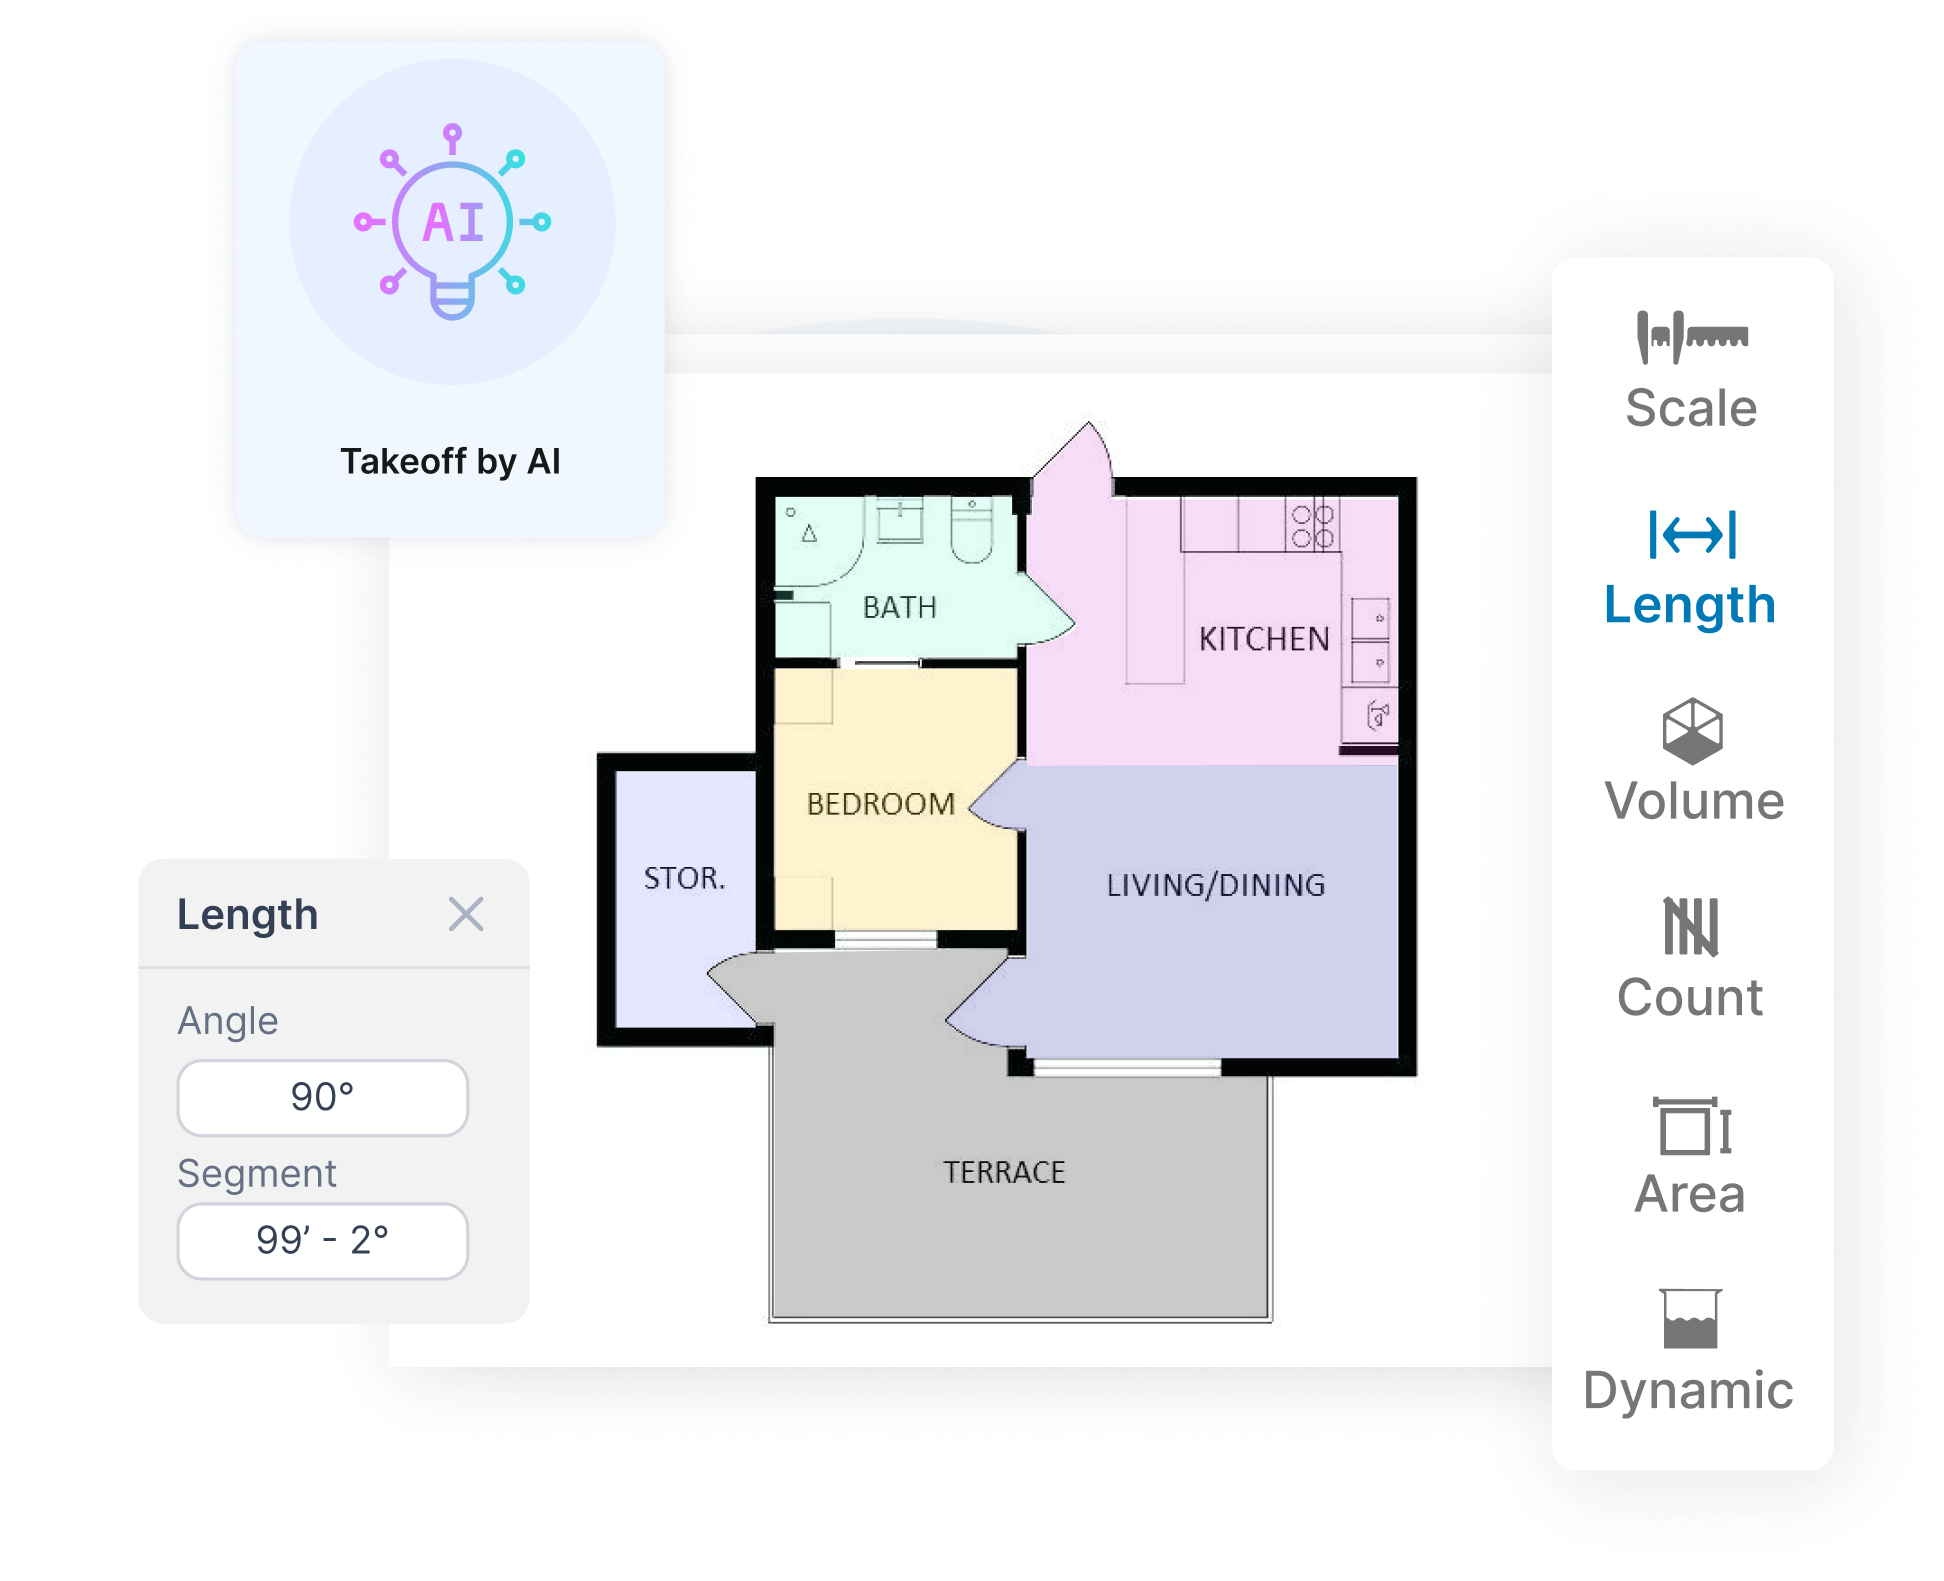 AI
Takeoff by AI
Scale
Length
Volume
Count
Area
Dynamic
BATH
KITCHEN
BEDROOM
STOR.
LIVING/DINING
TERRACE
Length
Angle
90°
Segment
99’ - 2°